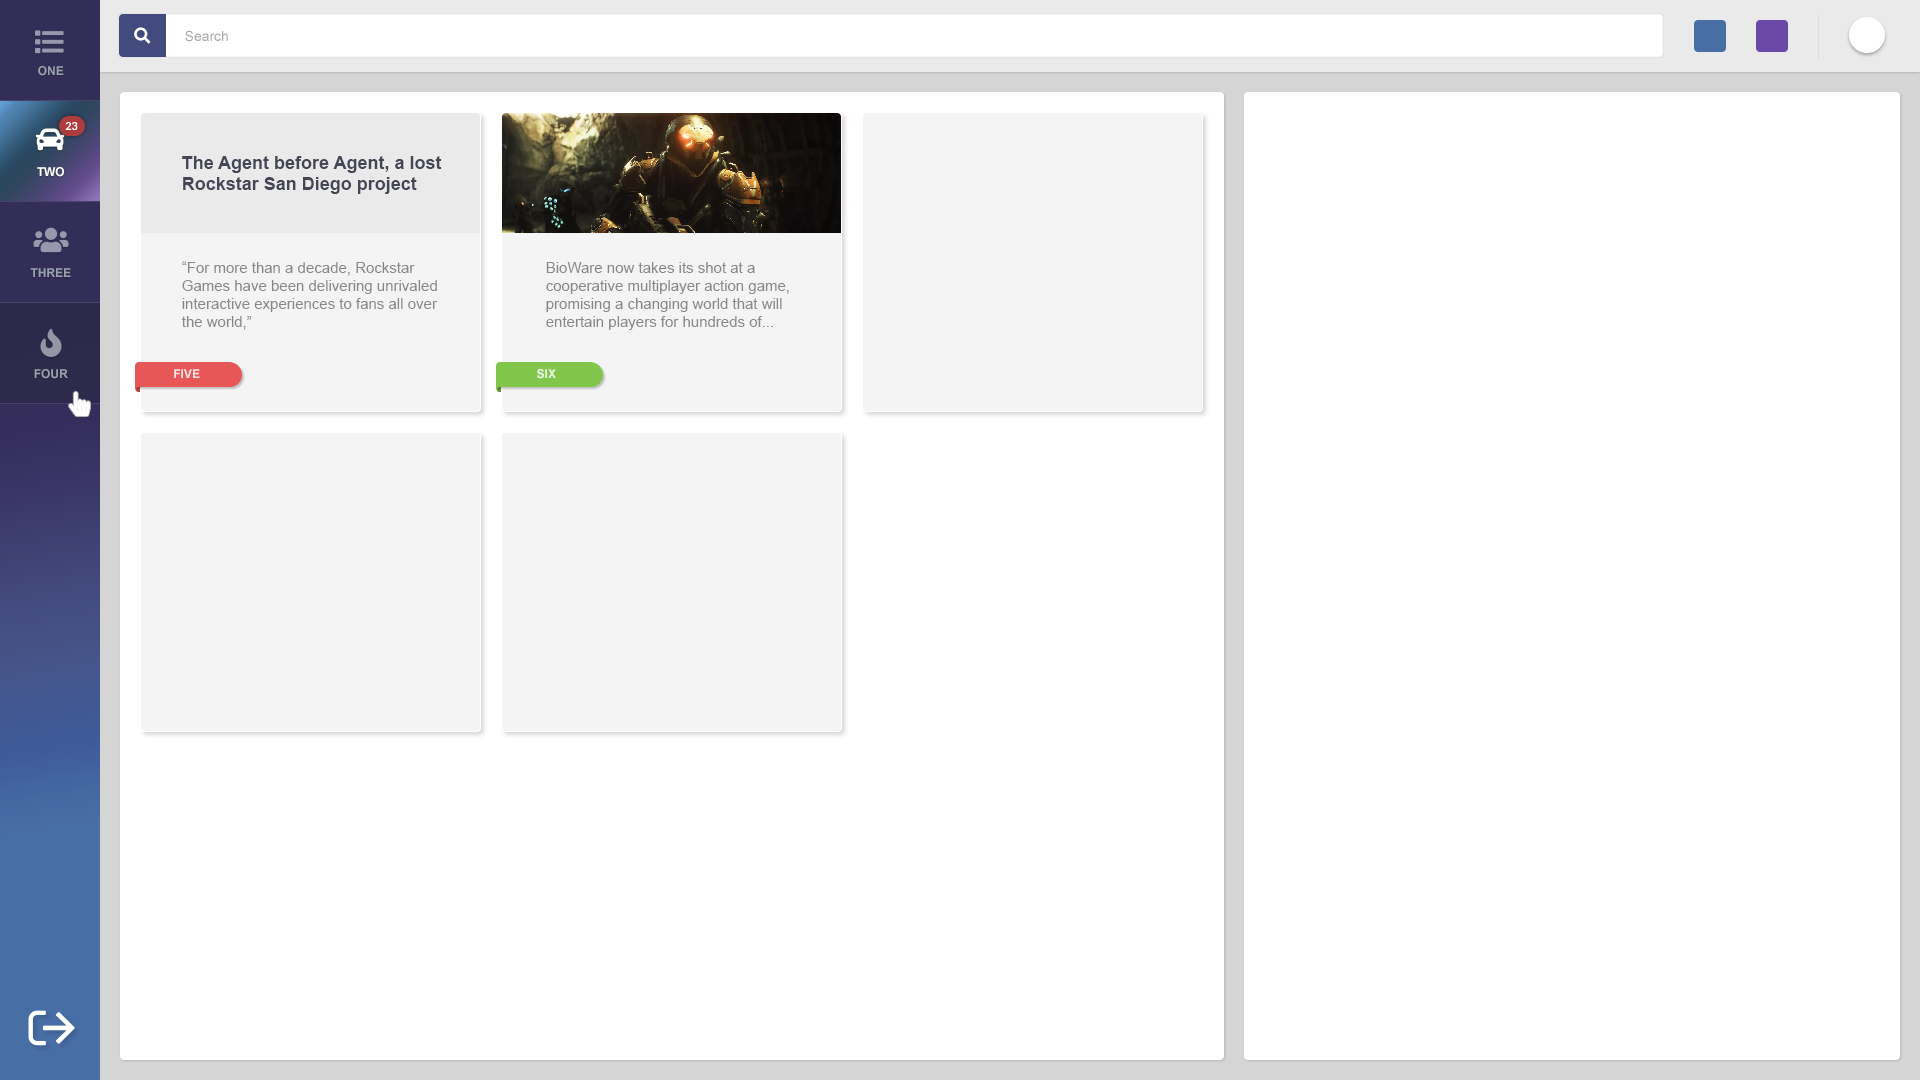 Search
ONE
23
TWO
THREE
FOUR
The Agent before Agent, a lost
Rockstar San Diego project
“For more than a decade, Rockstar
Games have been delivering unrivaled
interactive experiences to fans all over
the world,”
FIVE
BioWare now takes its shot at a
cooperative multiplayer action game,
promising a changing world that will
entertain players for hundreds of...
SIX